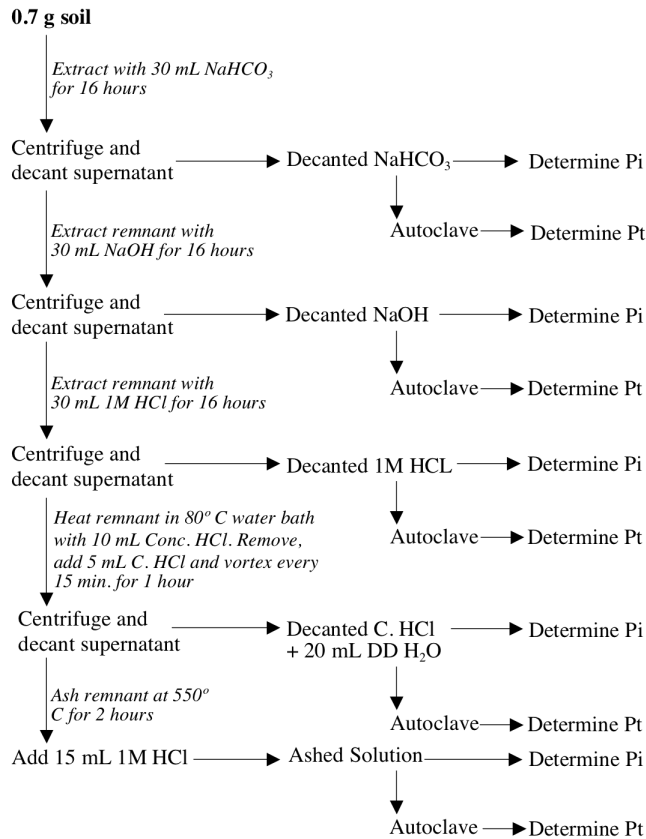 0.7 g soil
Extract with 30 mL NaHCO₃
for 16 hours
Centrifuge and
decant supernatant
Decanted NaHCO₃
Determine Pi
Autoclave
Determine Pt
Extract remnant with
30 mL NaOH for 16 hours
Centrifuge and
decant supernatant
Decanted NaOH
Determine Pi
Autoclave
Determine Pt
Extract remnant with
30 mL 1M HCl for 16 hours
Centrifuge and
decant supernatant
Decanted 1M HCL
Determine Pi
Autoclave
Determine Pt
Heat remnant in 80º C water bath
with 10 mL Conc. HCl. Remove,
add 5 mL C. HCl and vortex every
15 min. for 1 hour
Centrifuge and
decant supernatant
Decanted C. HCl
+ 20 mL DD H₂O
Determine Pi
Autoclave
Determine Pt
Ash remnant at 550º
C for 2 hours
Add 15 mL 1M HCl
Ashed Solution
Determine Pi
Autoclave
Determine Pt